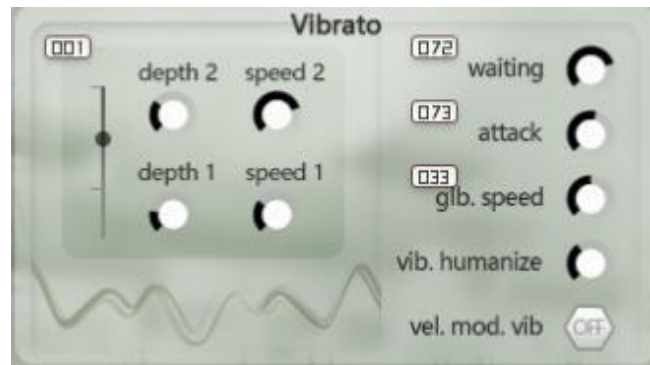 Vibrato
001
depth 2 speed 2
depth 1 speed 1
072
waiting
073
attack
033
glb. speed
vib. humanize
vel. mod. vib OFF